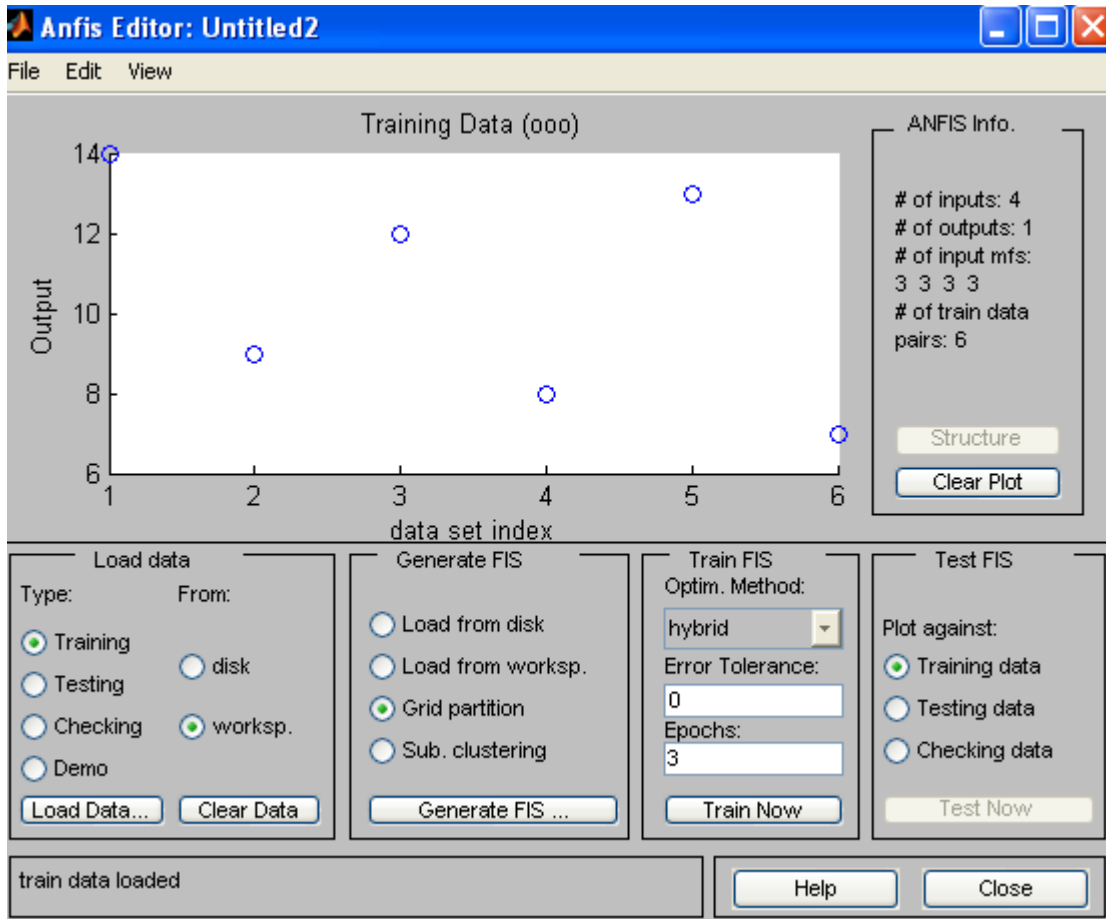 Anfis Editor: Untitled2
File Edit View
Training Data (ooo)
14
12
10
8
6
Output
1 2 3 4 5 6
data set index
ANFIS Info.
# of inputs: 4
# of outputs: 1
# of input mfs:
3 3 3 3
# of train data
pairs: 6
Structure
Clear Plot
Load data
Type: From:
Training
Testing
Checking
Demo
disk
worksp.
Load Data... Clear Data
Generate FIS
Load from disk
Load from worksp.
Grid partition
Sub. clustering
Generate FIS ...
Train FIS
Optim. Method:
hybrid
Error Tolerance:
0
Epochs:
3
Train Now
Test FIS
Plot against:
Training data
Testing data
Checking data
Test Now
train data loaded
Help Close